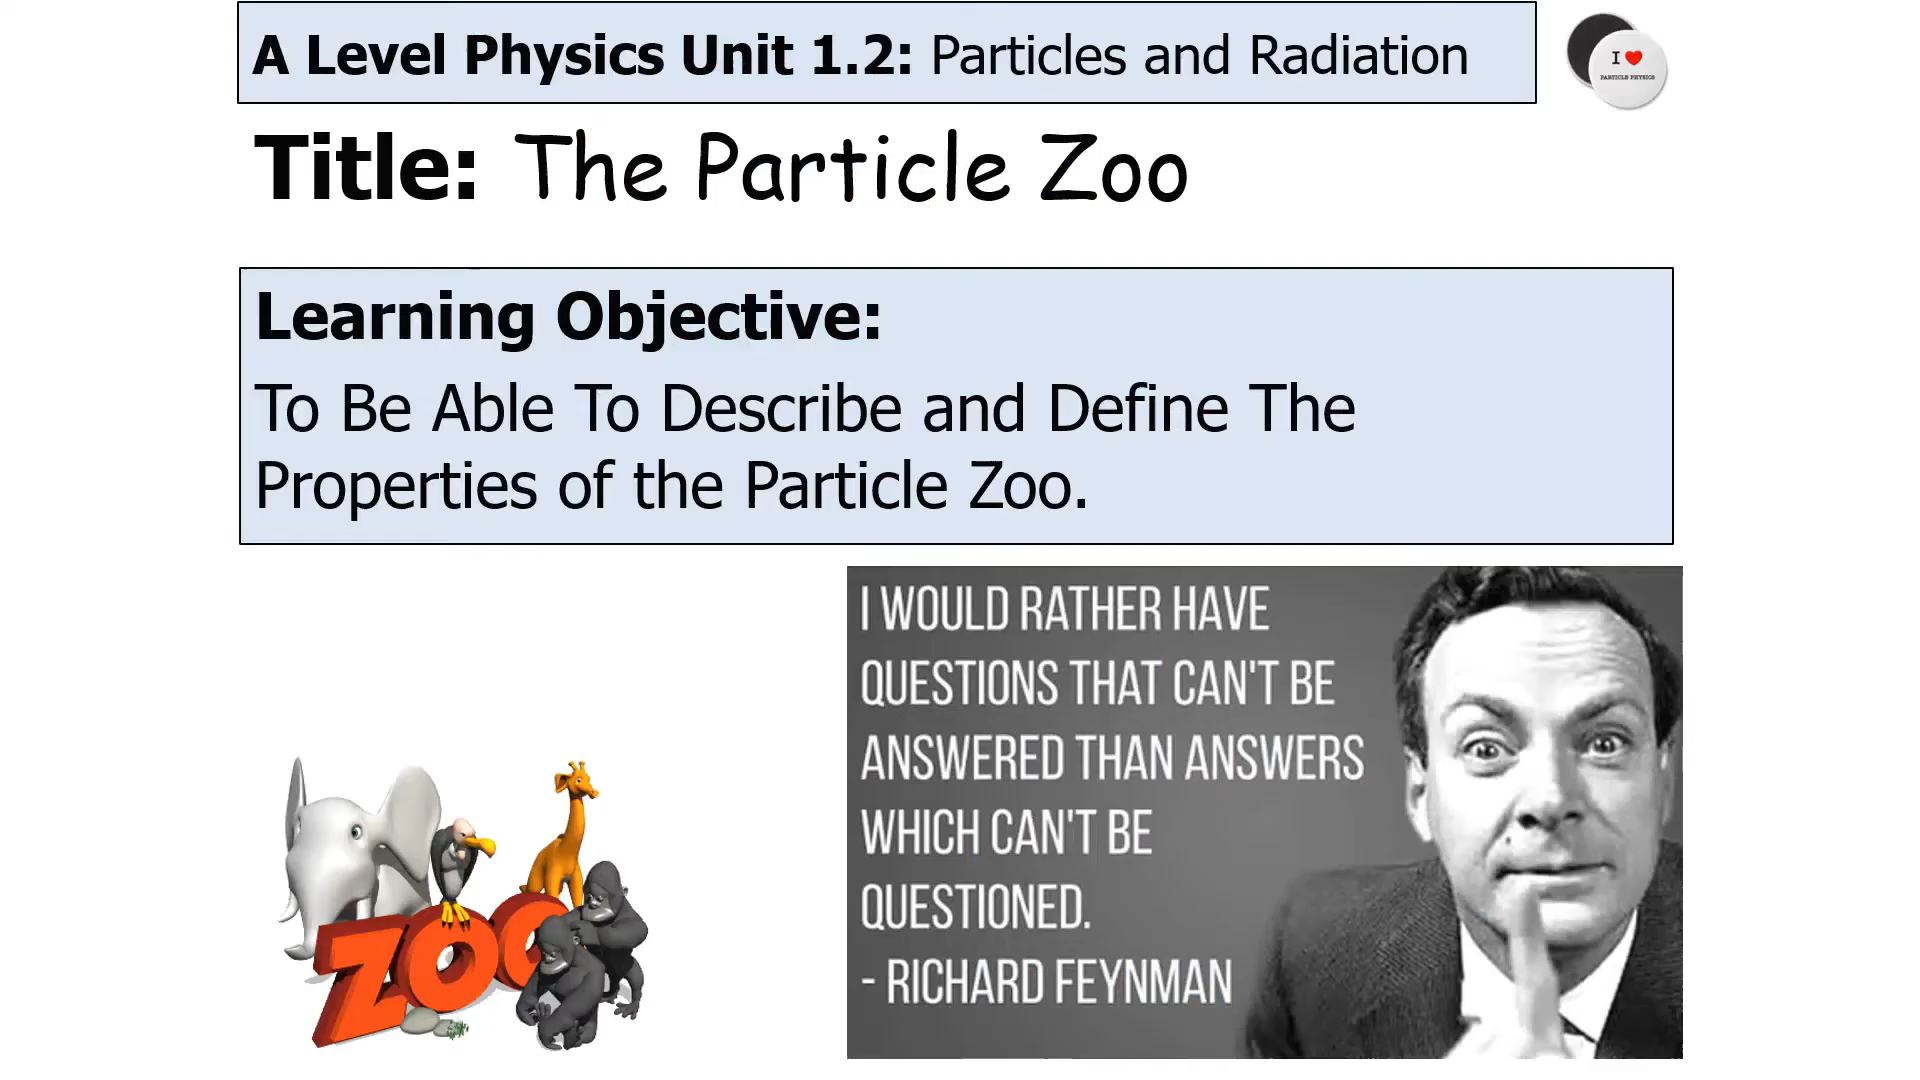 A Level Physics Unit 1.2: Particles and Radiation
I ❤
PARTICLE PHYSICS
Title: The Particle Zoo
Learning Objective:
To Be Able To Describe and Define The
Properties of the Particle Zoo.
I WOULD RATHER HAVE
QUESTIONS THAT CAN'T BE
ANSWERED THAN ANSWERS
WHICH CAN'T BE
QUESTIONED.
- RICHARD FEYNMAN
ZOO